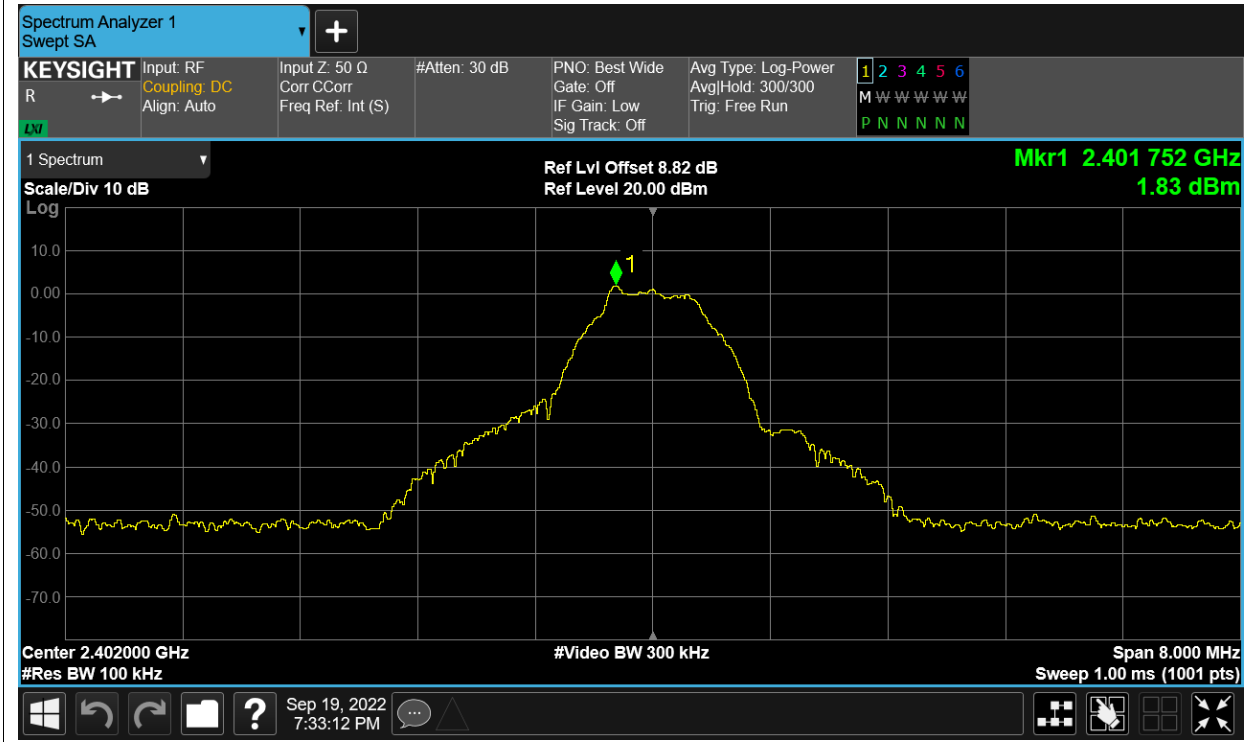 Spectrum Analyzer 1
Swept SA
KEYSIGHT
R
LXI
Input: RF
Coupling: DC
Align: Auto
Input Z: 50 Ω
Corr CCorr
Freq Ref: Int (S)
#Atten: 30 dB
PNO: Best Wide
Gate: Off
IF Gain: Low
Sig Track: Off
Avg Type: Log-Power
Avg|Hold: 300/300
Trig: Free Run
1 2 3 4 5 6
M W W W W W
P N N N N N
1 Spectrum
Scale/Div 10 dB
Log
Ref Lvl Offset 8.82 dB
Ref Level 20.00 dBm
Mkr1 2.401 752 GHz
1.83 dBm
1
10.0
0.00
-10.0
-20.0
-30.0
-40.0
-50.0
-60.0
-70.0
Center 2.402000 GHz
#Video BW 300 kHz
Span 8.000 MHz
#Res BW 100 kHz
Sweep 1.00 ms (1001 pts)
?
Sep 19, 2022
7:33:12 PM